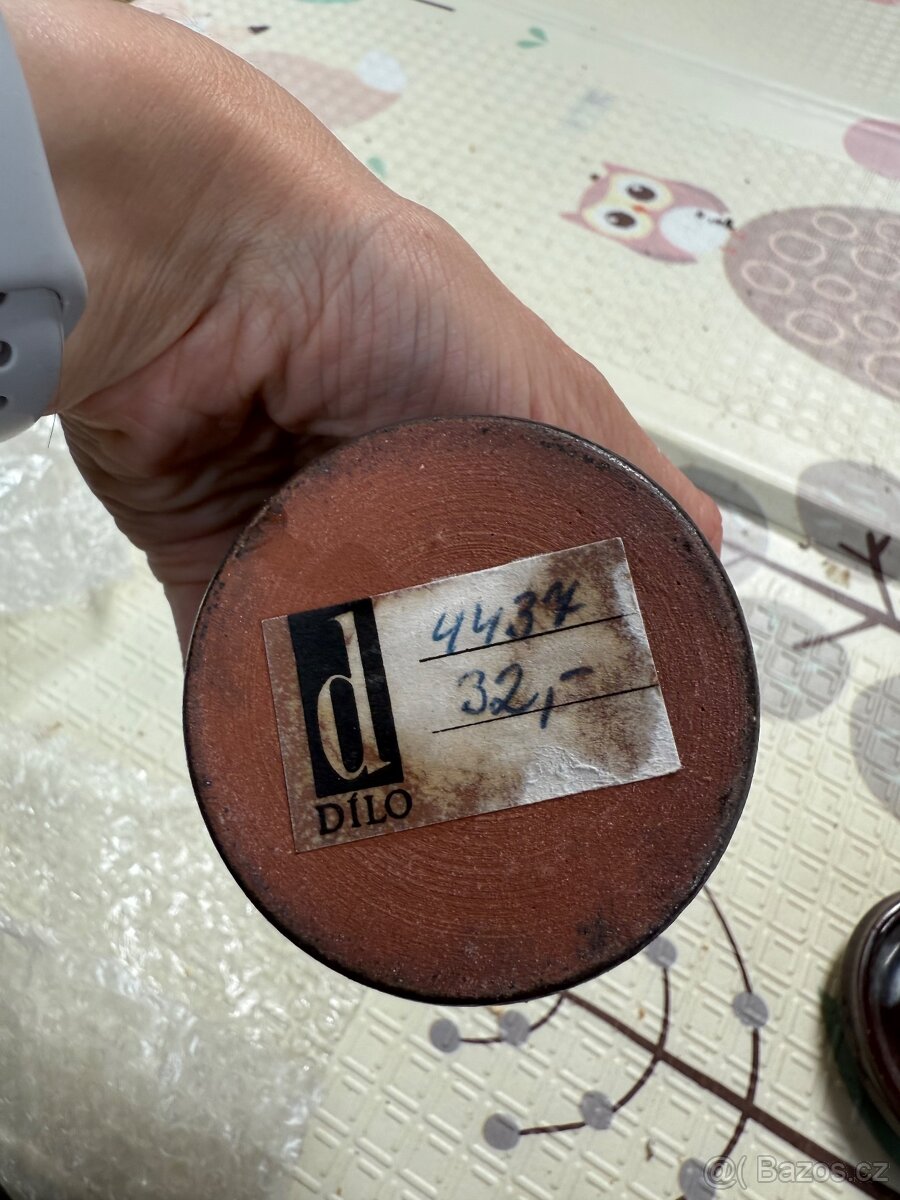 d
DÍLO
4437
32,-
@( Bazos.cz